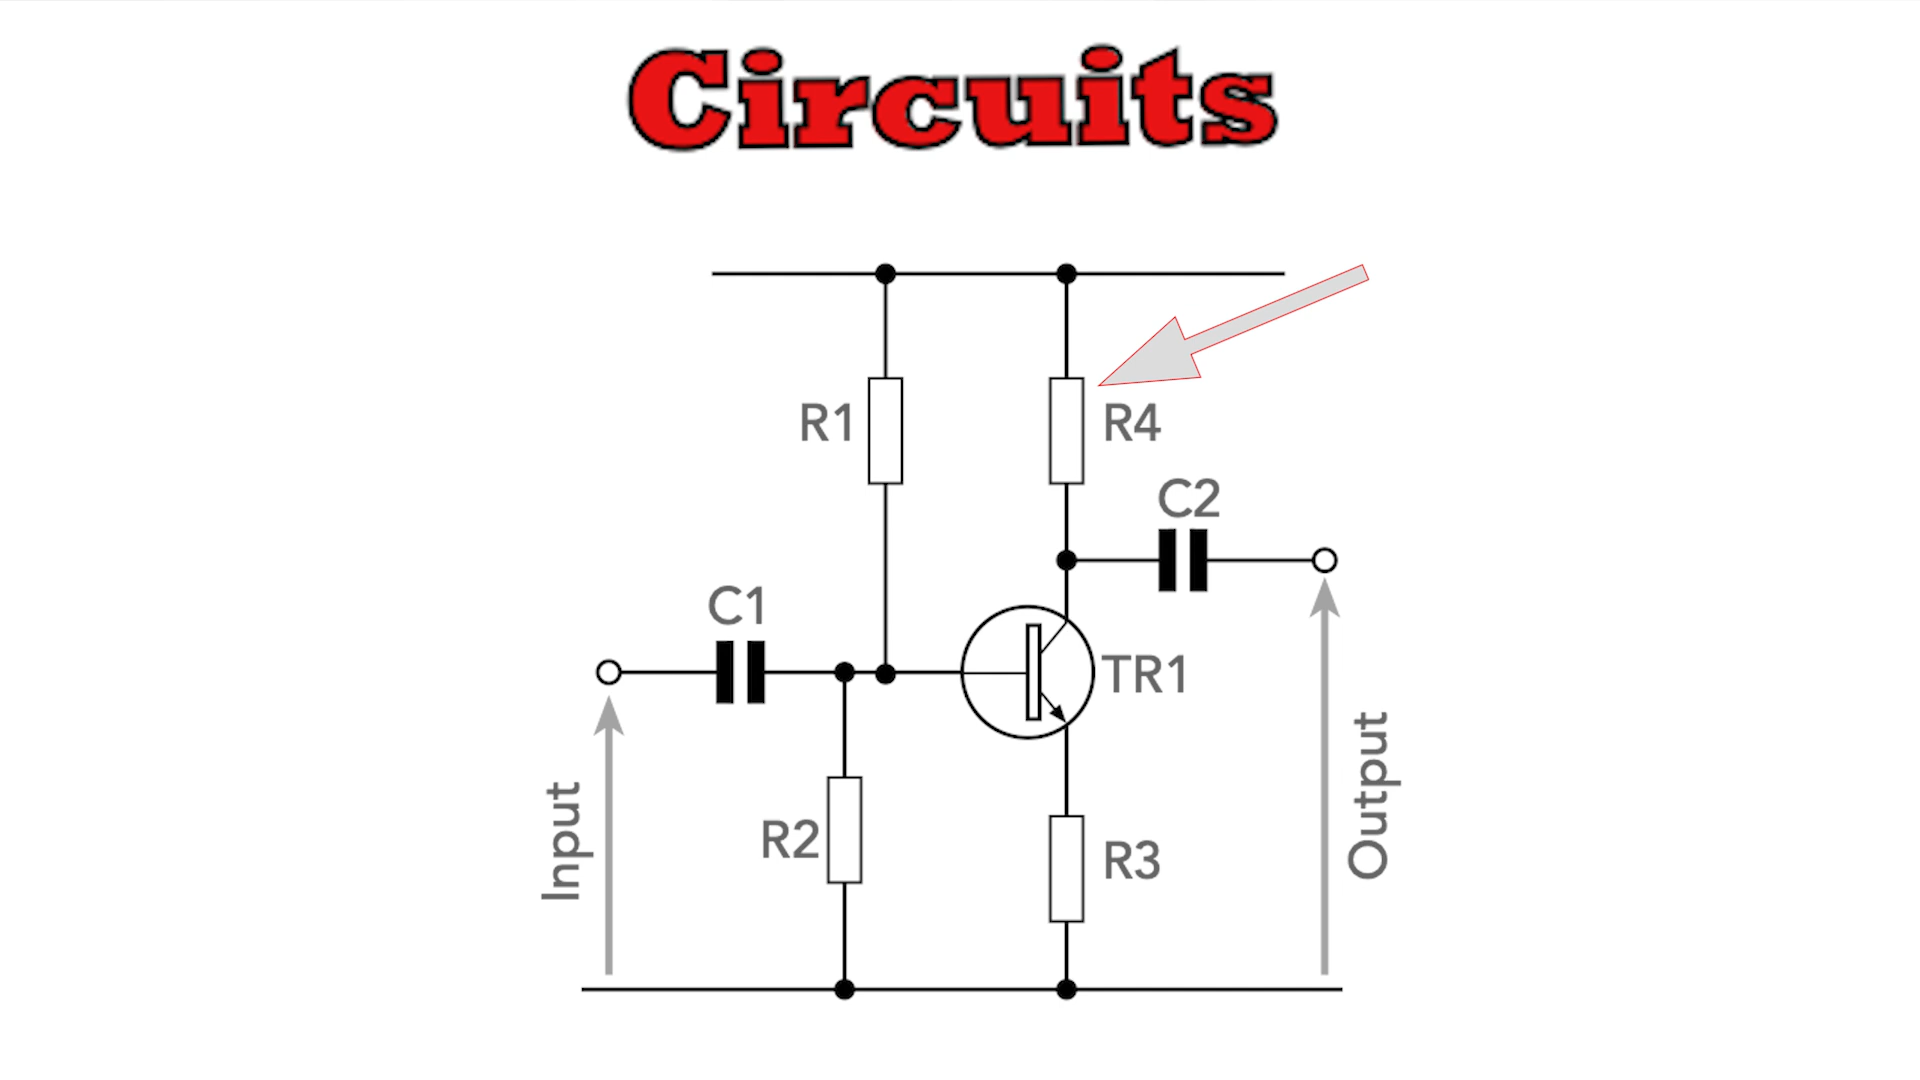 Circuits
R1
R4
C2
C1
TR1
R2
R3
Input
Output